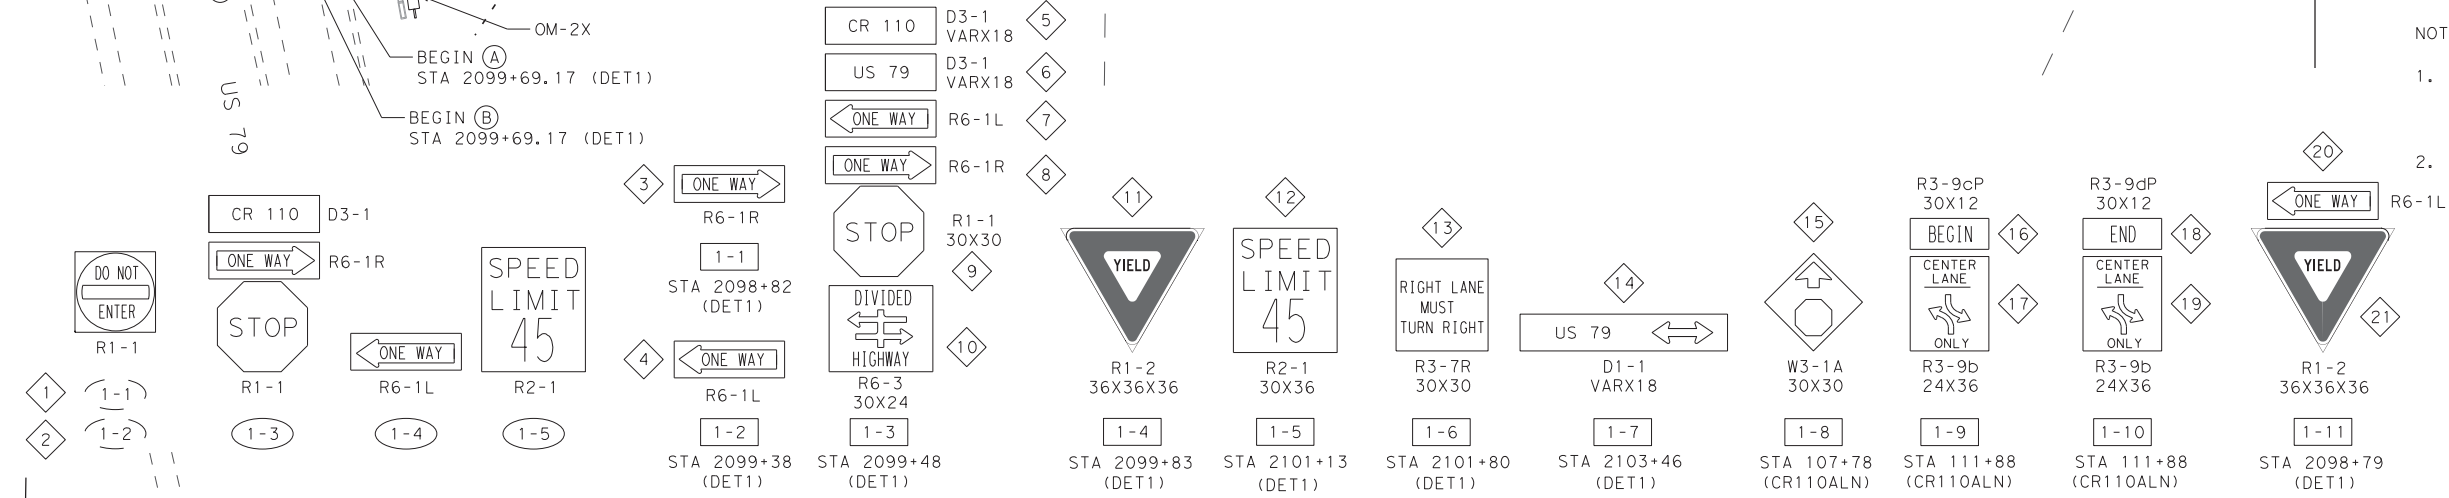 OM-2X
BEGIN A
STA 2099+69.17 (DET1)
BEGIN B
STA 2099+69.17 (DET1)
US 79
DO NOT
ENTER
R1-1
1
1-1
2
1-2
CR 110
D3-1
ONE WAY
R6-1R
STOP
R1-1
1-3
ONE WAY
R6-1L
1-4
SPEED
LIMIT
45
R2-1
1-5
3
ONE WAY
R6-1R
1-1
STA 2098+82
(DET1)
4
ONE WAY
R6-1L
1-2
STA 2099+38
(DET1)
CR 110
D3-1
VARX18
5
US 79
D3-1
VARX18
6
ONE WAY
R6-1L
7
ONE WAY
R6-1R
8
STOP
R1-1
30X30
9
DIVIDED
HIGHWAY
10
R6-3
30X24
1-3
STA 2099+48
(DET1)
11
YIELD
R1-2
36X36X36
1-4
STA 2099+83
(DET1)
12
SPEED
LIMIT
45
R2-1
30X36
1-5
STA 2101+13
(DET1)
13
RIGHT LANE
MUST
TURN RIGHT
R3-7R
30X30
1-6
STA 2101+80
(DET1)
14
US 79
D1-1
VARX18
1-7
STA 2103+46
(DET1)
15
W3-1A
30X30
1-8
STA 107+78
(CR110ALN)
R3-9cP
30X12
BEGIN
16
CENTER
LANE
ONLY
17
R3-9b
24X36
1-9
STA 111+88
(CR110ALN)
R3-9dP
30X12
END
18
CENTER
LANE
ONLY
19
R3-9b
24X36
1-10
STA 111+88
(CR110ALN)
20
ONE WAY
R6-1L
YIELD
21
R1-2
36X36X36
1-11
STA 2098+79
(DET1)
NOT
1.
2.